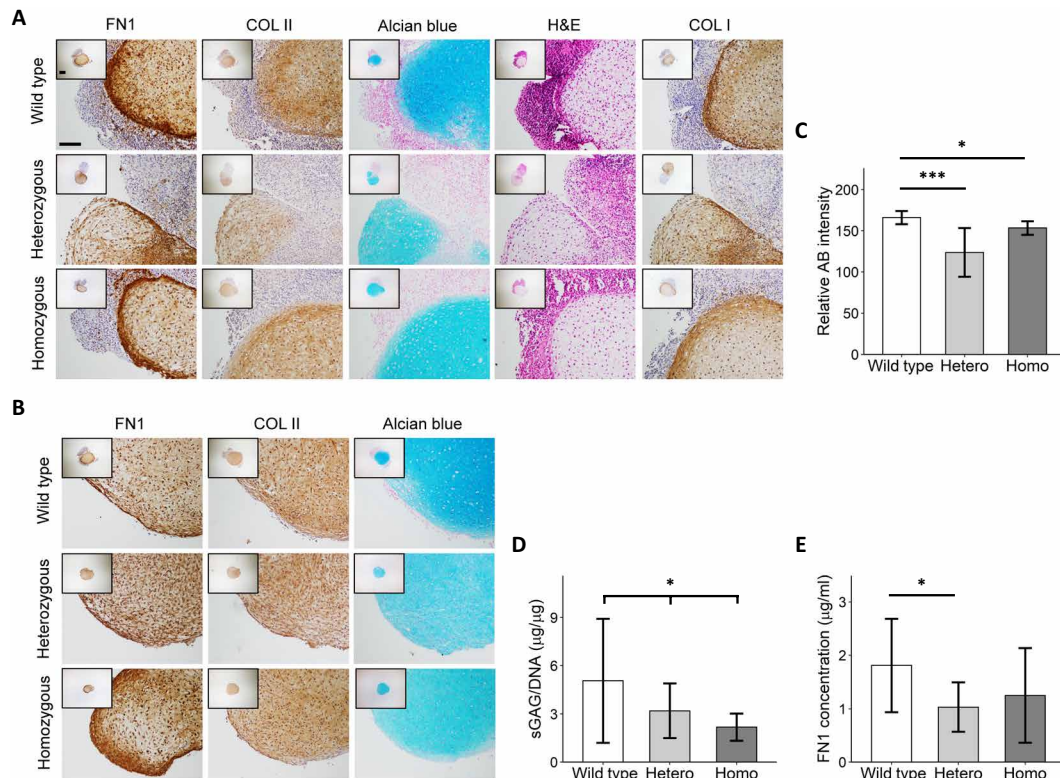 A
FN1 COL II Alcian blue H&E COL I
Wild type
Heterozygous
Homozygous
B
FN1 COL II Alcian blue
Wild type
Heterozygous
Homozygous
C
*
***
Relative AB intensity
200
150
100
50
0
Wild type Hetero Homo
D
*
sGAG/DNA (µg/µg)
9
6
3
0
Wild type Hetero Homo
E
*
FN1 concentration (µg/ml)
3
2
1
0
Wild type Hetero Homo